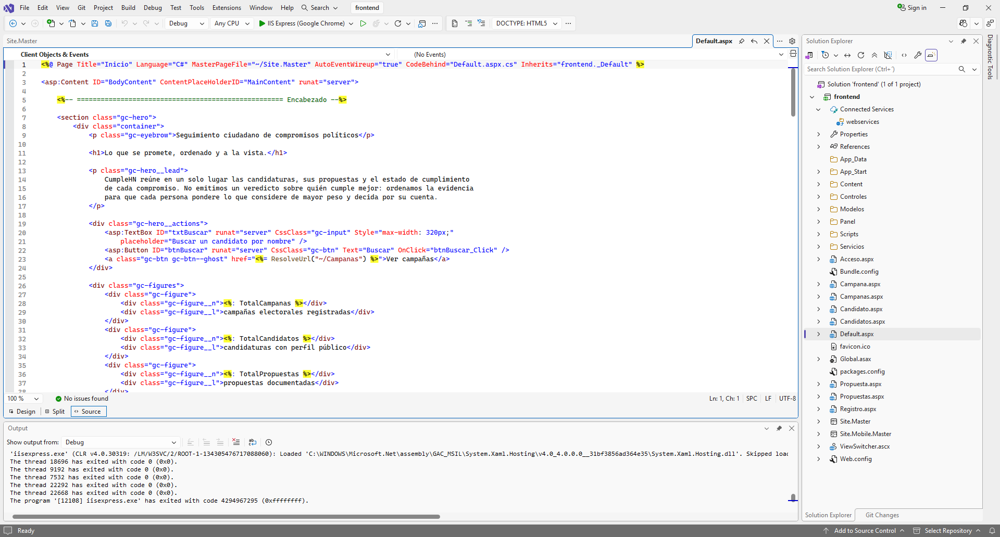 File Edit View Git Project Build Debug Test Tools Extensions Window Help Search frontend Sign in
Debug Any CPU IIS Express (Google Chrome) DOCTYPE: HTML5
Site.Master Default.aspx
Client Objects & Events (No Events)
1 <%@ Page Title="Inicio" Language="C#" MasterPageFile="~/Site.Master" AutoEventWireup="true" CodeBehind="Default.aspx.cs" Inherits="frontend._Default" %>
2
3 <asp:Content ID="BodyContent" ContentPlaceHolderID="MainContent" runat="server">
4
5 <%-- ==================================================== Encabezado --%>
6
7 <section class="gc-hero">
8 <div class="container">
9 <p class="gc-eyebrow">Seguimiento ciudadano de compromisos políticos</p>
10
11 <h1>Lo que se promete, ordenado y a la vista.</h1>
12
13 <p class="gc-hero__lead">
14 CumpleHN reúne en un solo lugar las candidaturas, sus propuestas y el estado de cumplimiento
15 de cada compromiso. No emitimos un veredicto sobre quién cumple mejor: ordenamos la evidencia
16 para que cada persona pondere lo que considere de mayor peso y decida por su cuenta.
17 </p>
18
19 <div class="gc-hero__actions">
20 <asp:TextBox ID="txtBuscar" runat="server" CssClass="gc-input" Style="max-width: 320px;"
21 placeholder="Buscar un candidato por nombre" />
22 <asp:Button ID="btnBuscar" runat="server" CssClass="gc-btn" Text="Buscar" OnClick="btnBuscar_Click" />
23 <a class="gc-btn gc-btn--ghost" href="<%= ResolveUrl("~/Campanas") %>">Ver campañas</a>
24 </div>
25
26 <div class="gc-figures">
27 <div class="gc-figure">
28 <div class="gc-figure__n"><%: TotalCampanas %></div>
29 <div class="gc-figure__l">campañas electorales registradas</div>
30 </div>
31 <div class="gc-figure">
32 <div class="gc-figure__n"><%: TotalCandidatos %></div>
33 <div class="gc-figure__l">candidaturas con perfil público</div>
34 </div>
35 <div class="gc-figure">
36 <div class="gc-figure__n"><%: TotalPropuestas %></div>
37 <div class="gc-figure__l">propuestas documentadas</div>
38 </div>
100 % No issues found Ln: 1, Ch: 1 SPC LF UTF-8
Design Split Source
Output
Show output from: Debug
'iisexpress.exe' (CLR v4.0.30319: /LM/W3SVC/2/ROOT-1-134305476717088060): Loaded 'C:\WINDOWS\Microsoft.Net\assembly\GAC_MSIL\System.Xaml.Hosting\v4.0_4.0.0.0__31bf3856ad364e35\System.Xaml.Hosting.dll'. Skipped load
The thread 18696 has exited with code 0 (0x0).
The thread 9192 has exited with code 0 (0x0).
The thread 7532 has exited with code 0 (0x0).
The thread 22292 has exited with code 0 (0x0).
The thread 22668 has exited with code 0 (0x0).
The program '[12108] iisexpress.exe' has exited with code 4294967295 (0xffffffff).
Solution Explorer
Search Solution Explorer (Ctrl+´)
Solution 'frontend' (1 of 1 project)
frontend
Connected Services
webservices
Properties
References
App_Data
App_Start
Content
Controles
Modelos
Panel
Scripts
Servicios
Acceso.aspx
Bundle.config
Campana.aspx
Campanas.aspx
Candidato.aspx
Candidatos.aspx
Default.aspx
favicon.ico
Global.asax
packages.config
Propuesta.aspx
Propuestas.aspx
Registro.aspx
Site.Master
Site.Mobile.Master
ViewSwitcher.ascx
Web.config
Solution Explorer Git Changes
Diagnostic Tools
Ready Add to Source Control Select Repository